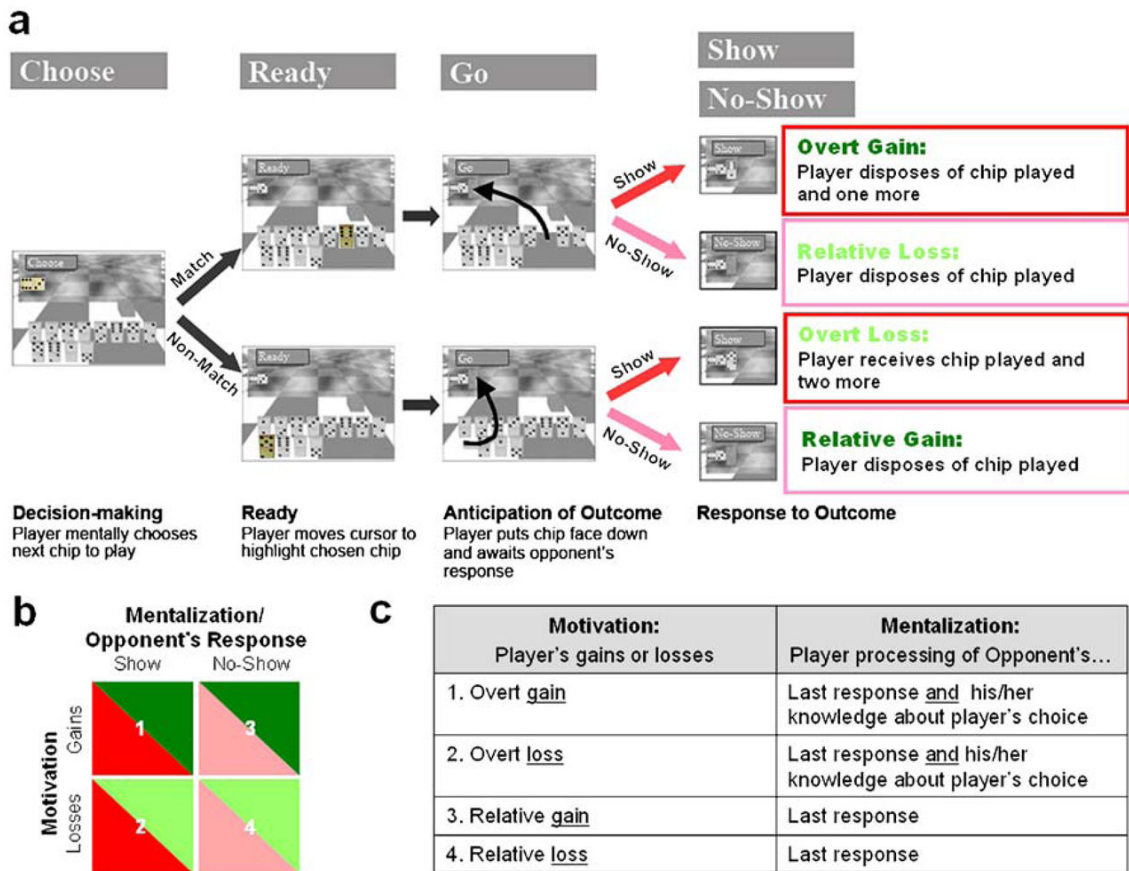 a
Choose
Ready
Go
Show
No-Show
Choose
Match
Non-Match
Ready
Ready
Go
Go
Show
No-Show
Show
No-Show
Show
No-Show
Show
No-Show
Overt Gain:
Player disposes of chip played
and one more
Relative Loss:
Player disposes of chip played
Overt Loss:
Player receives chip played and
two more
Relative Gain:
Player disposes of chip played
Decision-making
Player mentally chooses
next chip to play
Ready
Player moves cursor to
highlight chosen chip
Anticipation of Outcome
Player puts chip face down
and awaits opponent's
response
Response to Outcome
b
Mentalization/
Opponent's Response
Show No-Show
Motivation
Gains
Losses
1
3
2
4
c
Motivation:
Player's gains or losses
Mentalization:
Player processing of Opponent's...
1. Overt gain
Last response and his/her
knowledge about player's choice
2. Overt loss
Last response and his/her
knowledge about player's choice
3. Relative gain
Last response
4. Relative loss
Last response